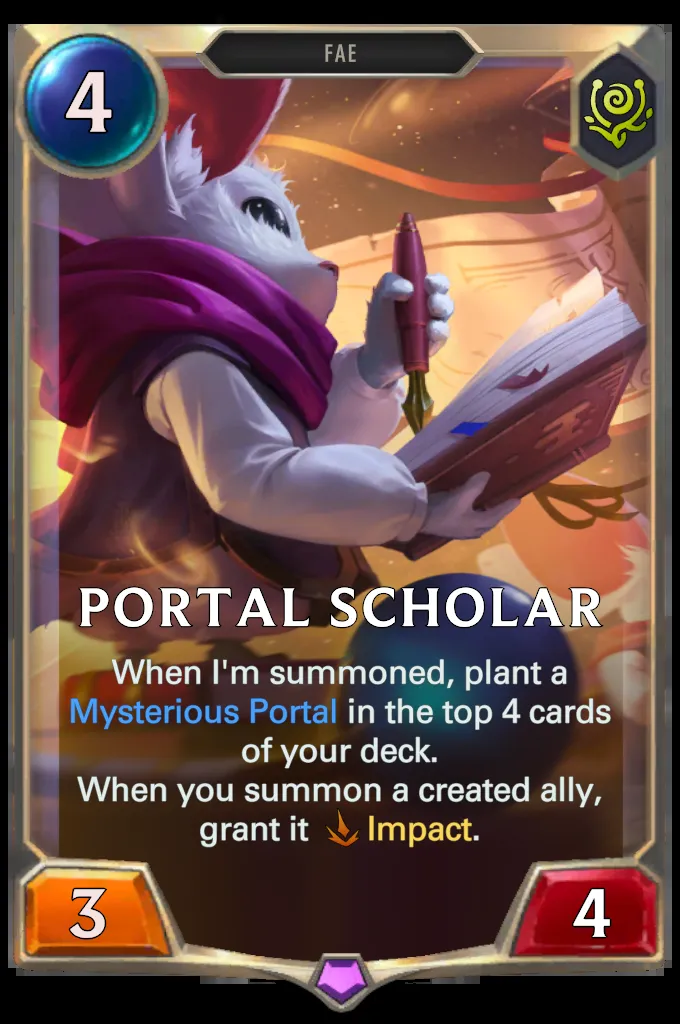 4
FAE
PORTAL SCHOLAR
When I'm summoned, plant a
Mysterious Portal in the top 4 cards
of your deck.
When you summon a created ally,
grant it Impact.
3
4